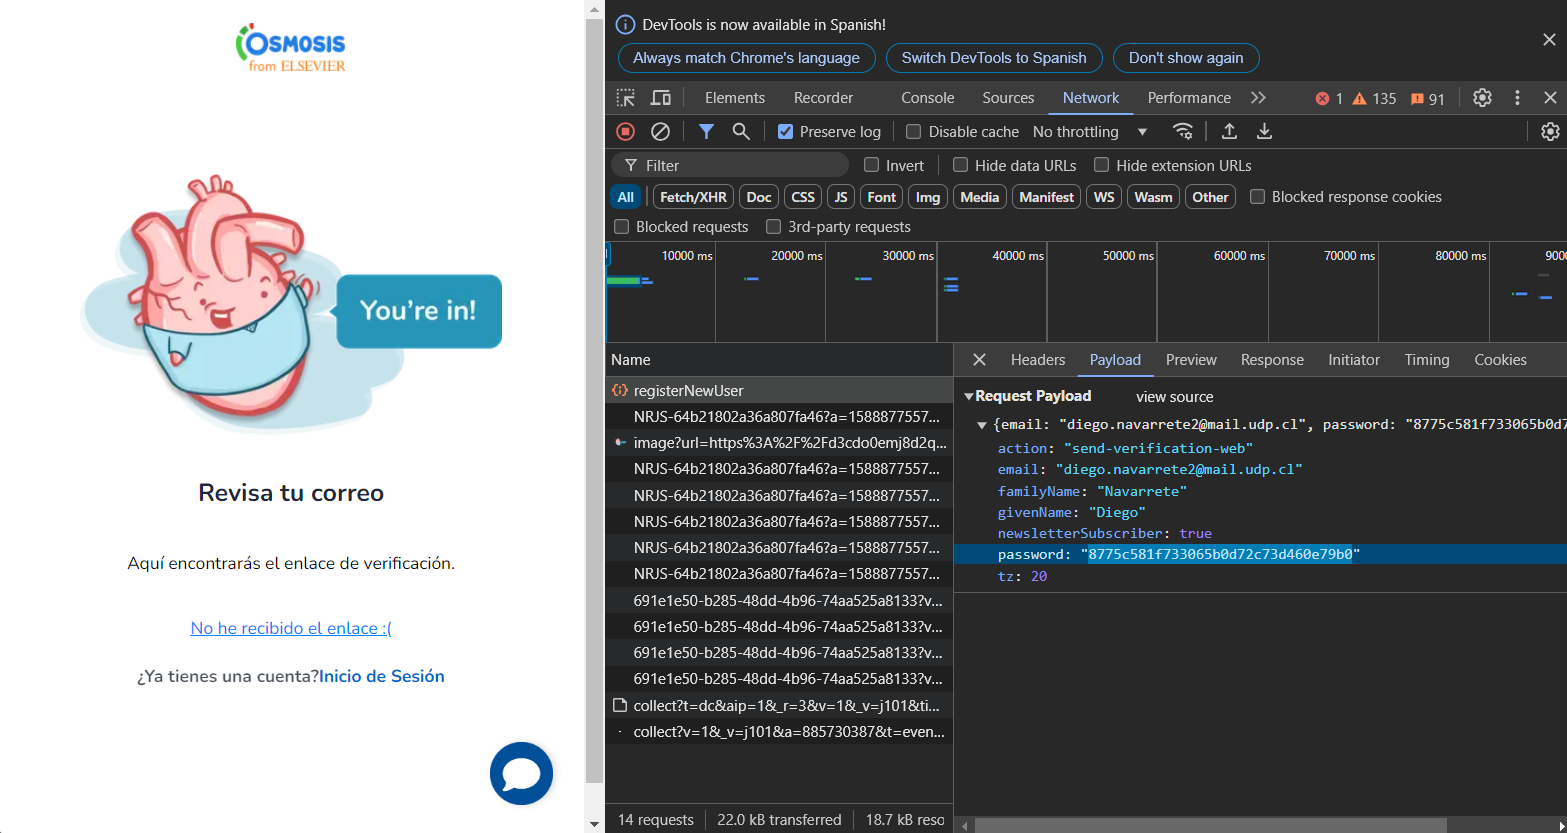 OSMOSIS
from ELSEVIER
You're in!
Revisa tu correo
Aquí encontrarás el enlace de verificación.
No he recibido el enlace :(
¿Ya tienes una cuenta?Inicio de Sesión
DevTools is now available in Spanish!
Always match Chrome's language
Switch DevTools to Spanish
Don't show again
Elements Recorder Console Sources Network Performance 1 135 91
Preserve log Disable cache No throttling
Filter Invert Hide data URLs Hide extension URLs
All Fetch/XHR Doc CSS JS Font Img Media Manifest WS Wasm Other Blocked response cookies
Blocked requests 3rd-party requests
10000 ms 20000 ms 30000 ms 40000 ms 50000 ms 60000 ms 70000 ms 80000 ms 9000
Name
registerNewUser
NRJS-64b21802a36a807fa46?a=1588877557...
image?url=https%3A%2F%2Fd3cdo0emj8d2q...
NRJS-64b21802a36a807fa46?a=1588877557...
NRJS-64b21802a36a807fa46?a=1588877557...
NRJS-64b21802a36a807fa46?a=1588877557...
NRJS-64b21802a36a807fa46?a=1588877557...
NRJS-64b21802a36a807fa46?a=1588877557...
691e1e50-b285-48dd-4b96-74aa525a8133?v...
691e1e50-b285-48dd-4b96-74aa525a8133?v...
691e1e50-b285-48dd-4b96-74aa525a8133?v...
691e1e50-b285-48dd-4b96-74aa525a8133?v...
collect?t=dc&aip=1&_r=3&v=1&_v=j101&ti...
collect?v=1&_v=j101&a=885730387&t=even...
14 requests 22.0 kB transferred 18.7 kB reso
Headers Payload Preview Response Initiator Timing Cookies
Request Payload view source
{email: "diego.navarrete2@mail.udp.cl", password: "8775c581f733065b0d7
action: "send-verification-web"
email: "diego.navarrete2@mail.udp.cl"
familyName: "Navarrete"
givenName: "Diego"
newsletterSubscriber: true
password: "8775c581f733065b0d72c73d460e79b0"
tz: 20